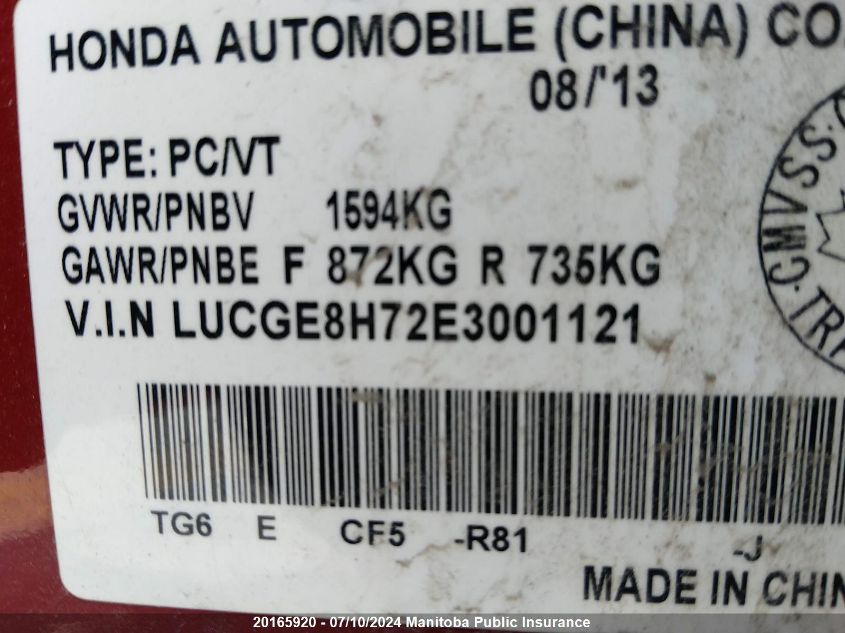 HONDA AUTOMOBILE (CHINA) CO.
08/'13
TYPE: PC/VT
GVWR/PNBV 1594KG
GAWR/PNBE F 872KG R 735KG
V.I.N LUCGE8H72E3001121
CMVSS
TG6 E CF5 -R81 -J
MADE IN CHIN
20165920 - 07/10/2024 Manitoba Public Insurance